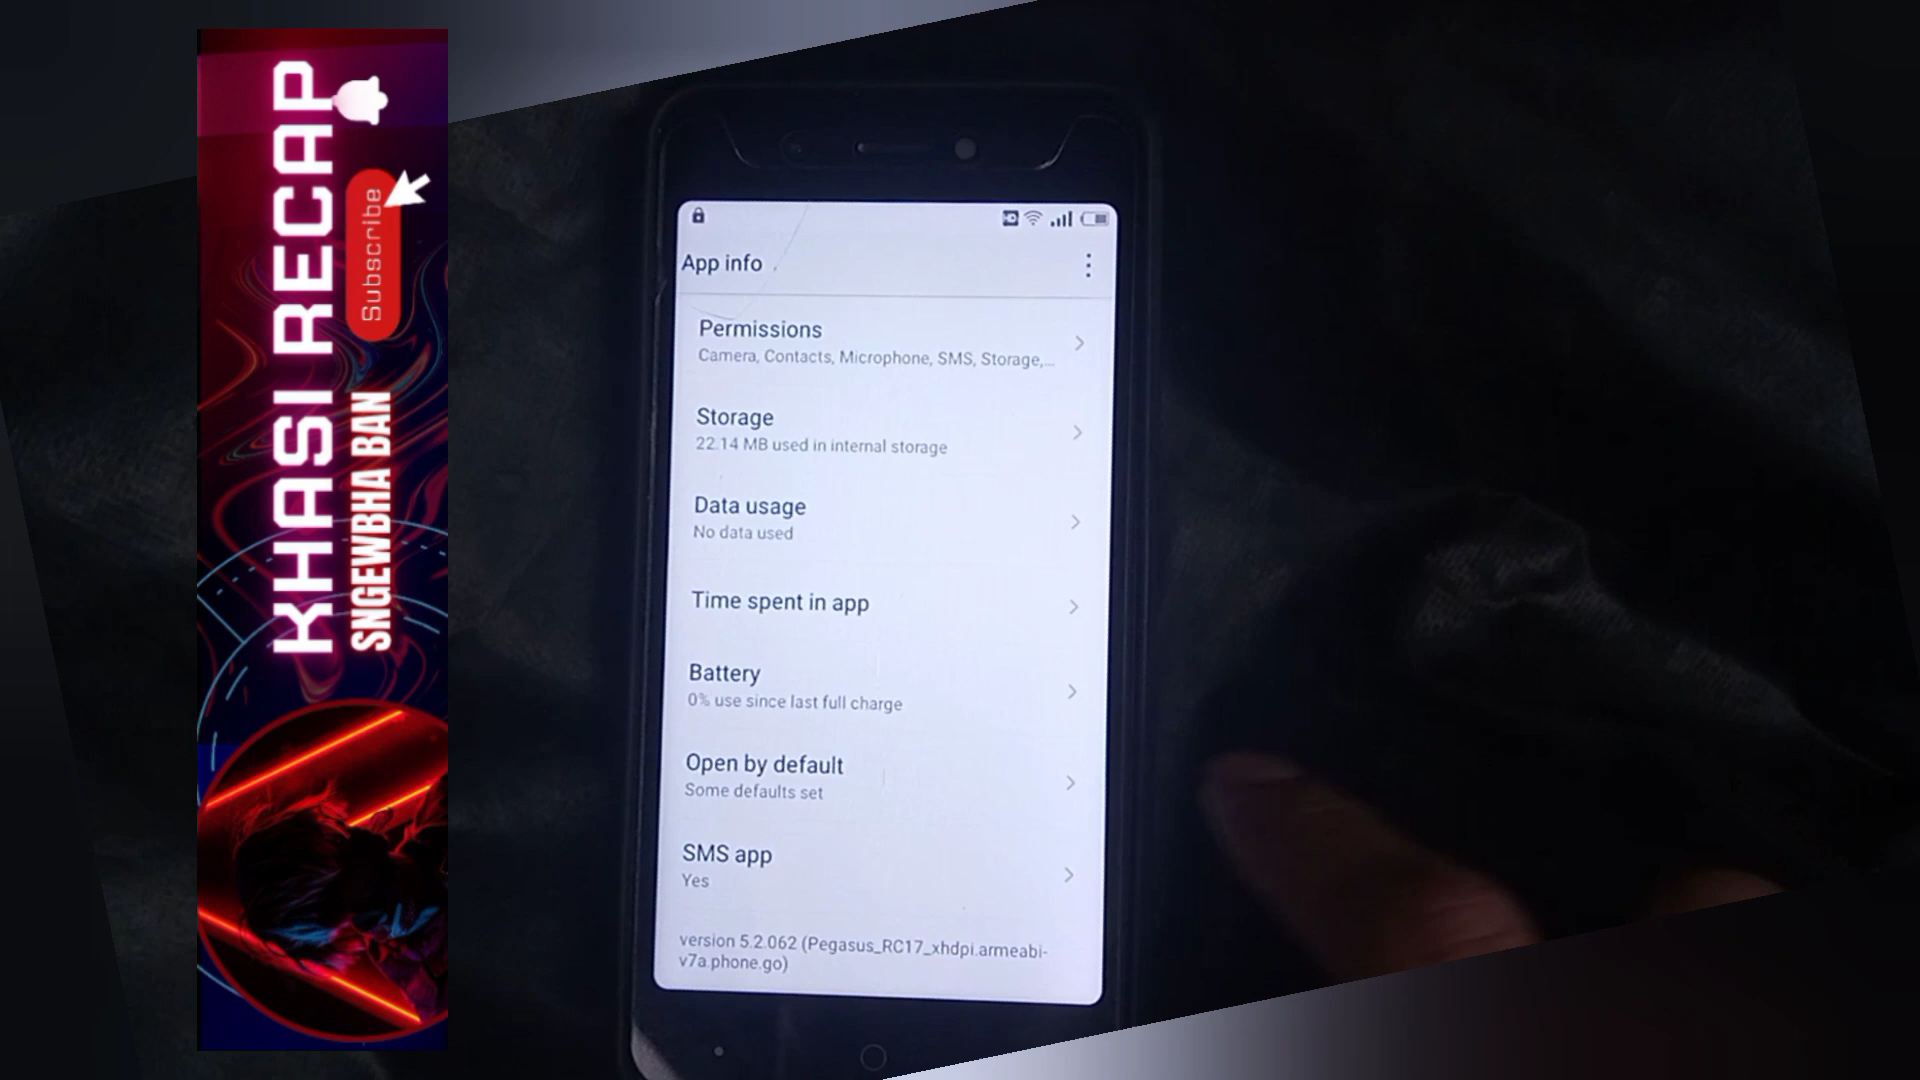 KHASI RECAP
Subscribe
SNGEWBHA BAN
App info
Permissions
Camera, Contacts, Microphone, SMS, Storage,...
Storage
22.14 MB used in internal storage
Data usage
No data used
Time spent in app
Battery
0% use since last full charge
Open by default
Some defaults set
SMS app
Yes
version 5.2.062 (Pegasus_RC17_xhdpi.armeabi-
v7a.phone.go)